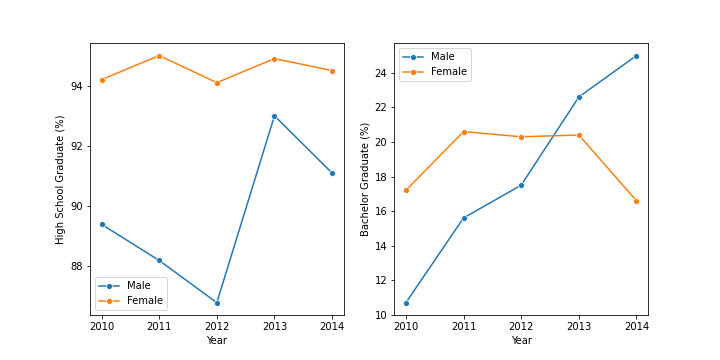 High School Graduate (%)
94
92
90
88
Male
Female
2010 2011 2012 2013 2014
Year
Bachelor Graduate (%)
Male
Female
24
22
20
18
16
14
12
10
2010 2011 2012 2013 2014
Year